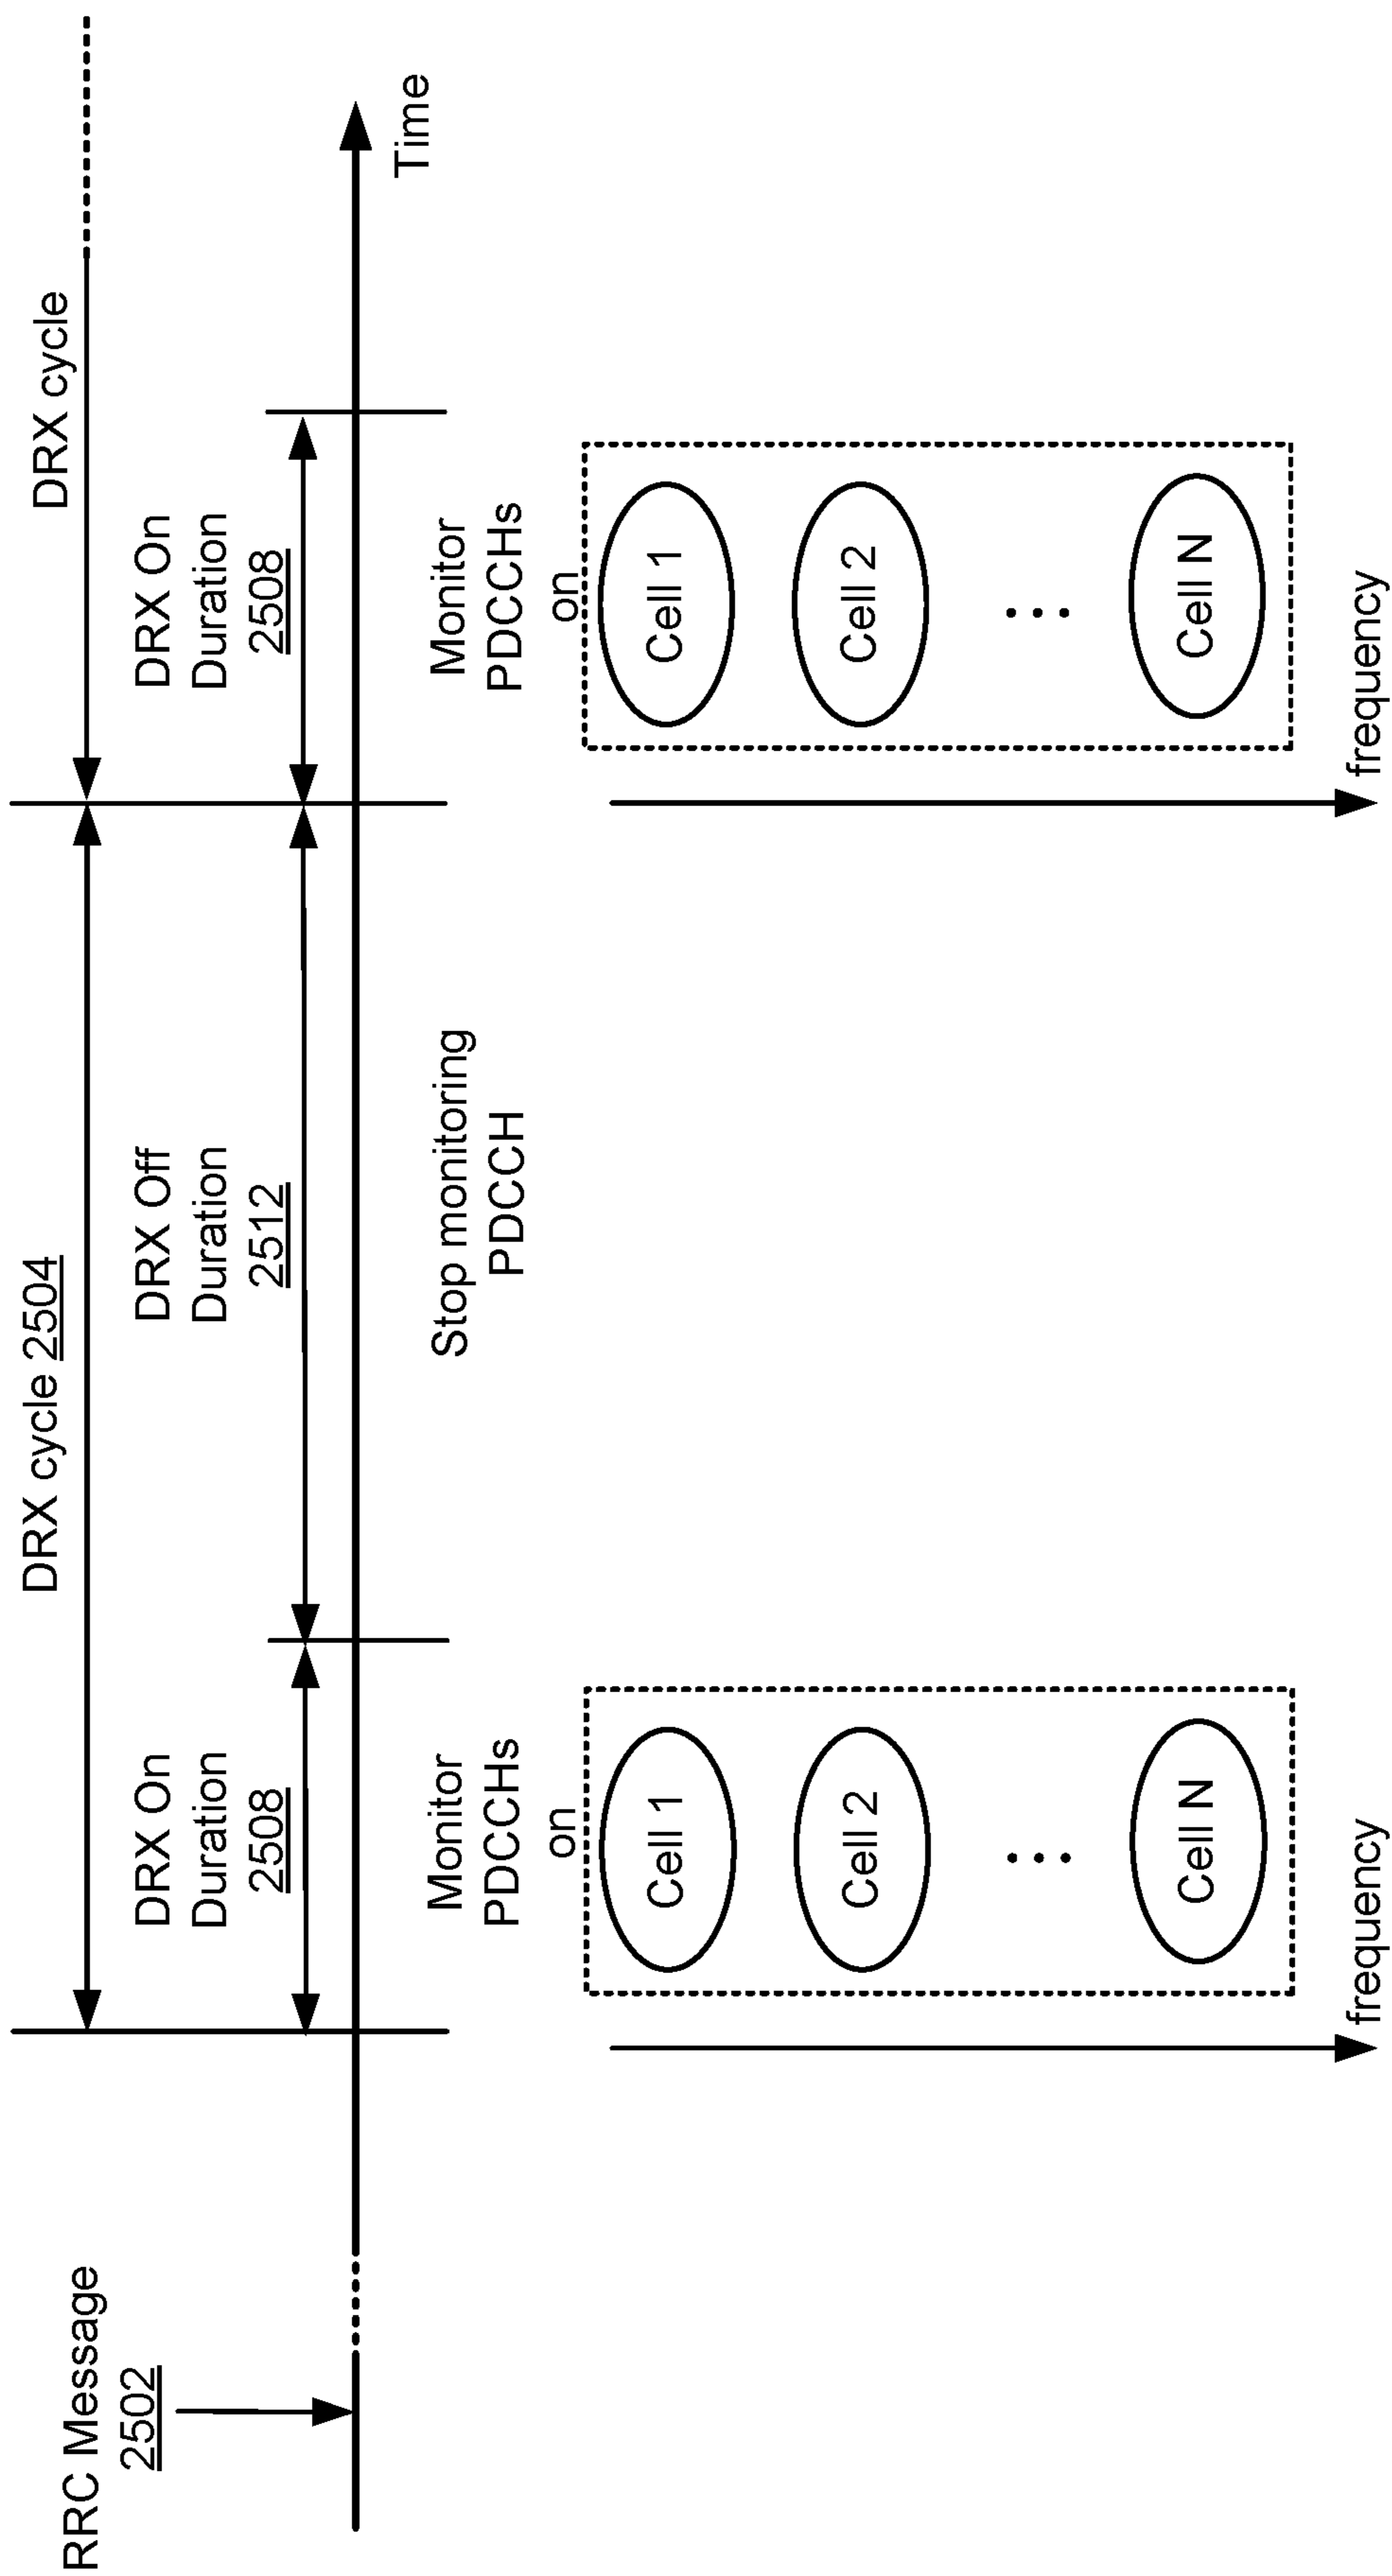 DRX cycle 2504
DRX cycle
RRC Message
2502
DRX On
Duration
2508
DRX Off
Duration
2512
DRX On
Duration
2508
Time
Monitor
PDCCHs
on
Stop monitoring
PDCCH
Monitor
PDCCHs
on
Cell 1
Cell 2
...
Cell N
frequency
Cell 1
Cell 2
...
Cell N
frequency